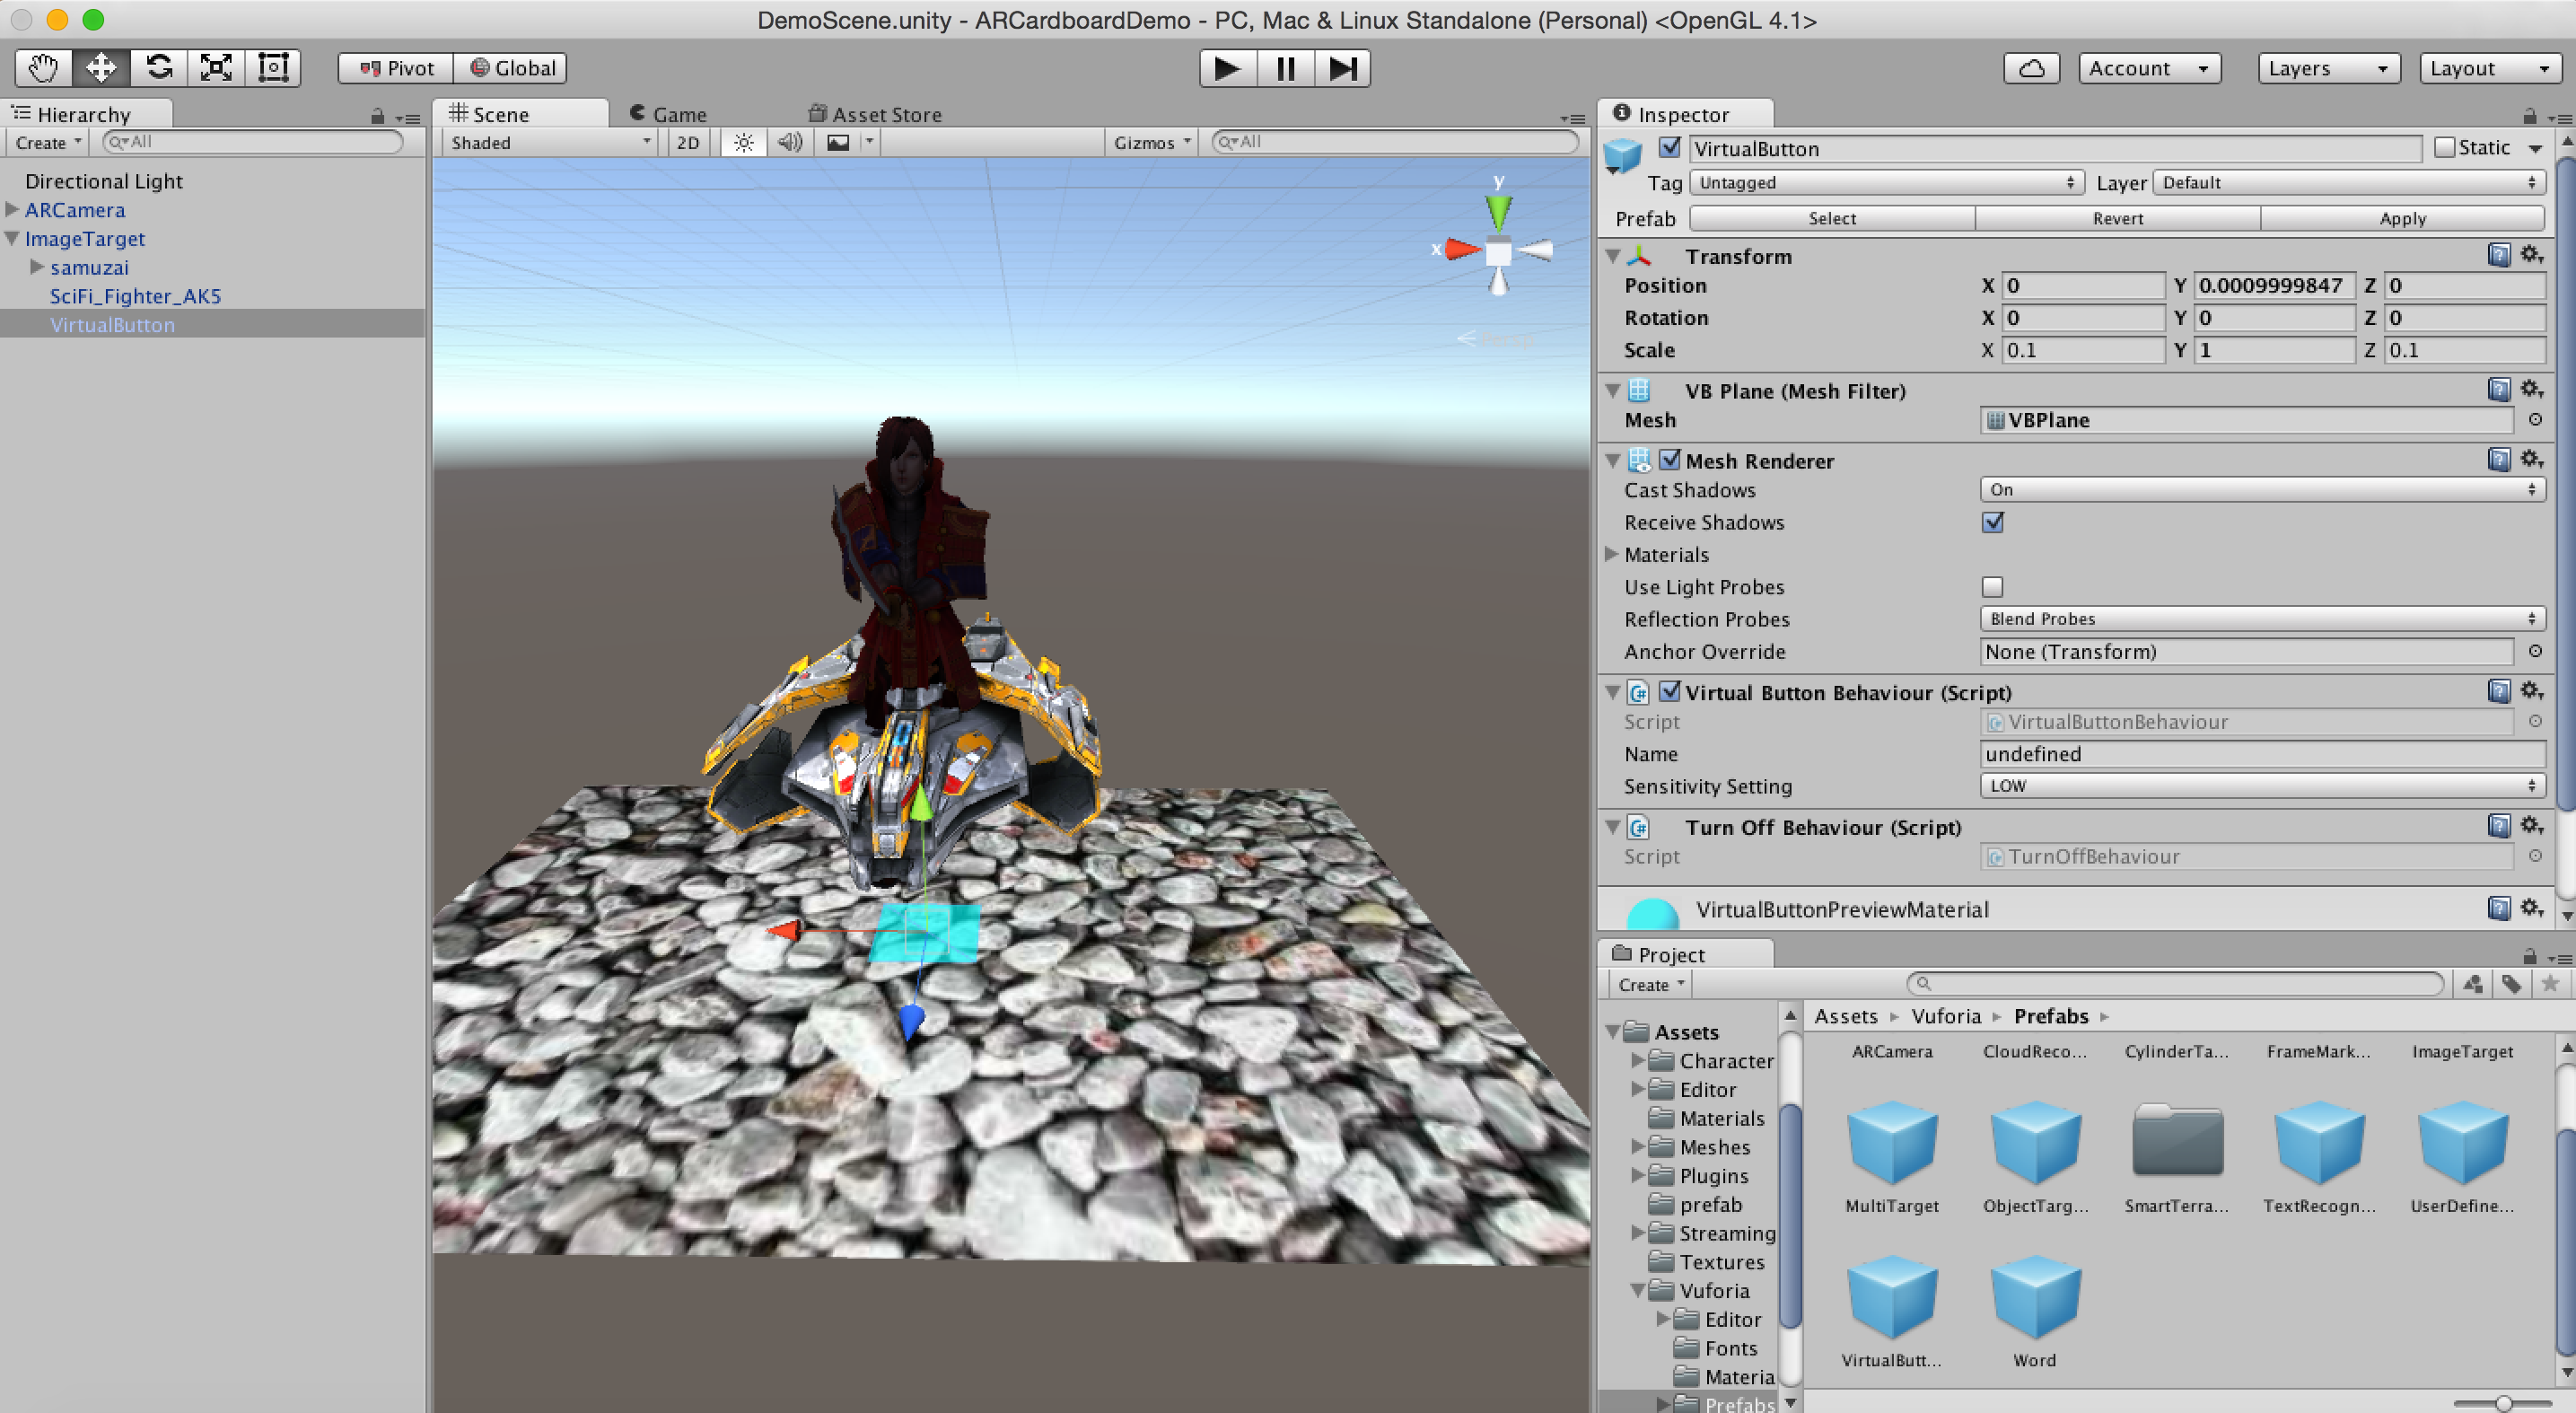 DemoScene.unity - ARCardboardDemo - PC, Mac & Linux Standalone (Personal) <OpenGL 4.1>
Pivot Global Account Layers Layout
Hierarchy
Create All
Directional Light
ARCamera
ImageTarget
samuzai
SciFi_Fighter_AK5
VirtualButton
Scene Game Asset Store
Shaded 2D Gizmos All
y
x
Persp
Inspector
VirtualButton Static
Tag Untagged Layer Default
Prefab Select Revert Apply
Transform
Position X 0 Y 0.0009999847 Z 0
Rotation X 0 Y 0 Z 0
Scale X 0.1 Y 1 Z 0.1
VB Plane (Mesh Filter)
Mesh VBPlane
Mesh Renderer
Cast Shadows On
Receive Shadows
Materials
Use Light Probes
Reflection Probes Blend Probes
Anchor Override None (Transform)
Virtual Button Behaviour (Script)
Script VirtualButtonBehaviour
Name undefined
Sensitivity Setting LOW
Turn Off Behaviour (Script)
Script TurnOffBehaviour
VirtualButtonPreviewMaterial
Project
Create
Assets
Character
Editor
Materials
Meshes
Plugins
prefab
Streaming
Textures
Vuforia
Editor
Fonts
Materia
Prefabs
Assets Vuforia Prefabs
ARCamera CloudReco... CylinderTa... FrameMark... ImageTarget
MultiTarget ObjectTarg... SmartTerra... TextRecogn... UserDefine...
VirtualButt... Word